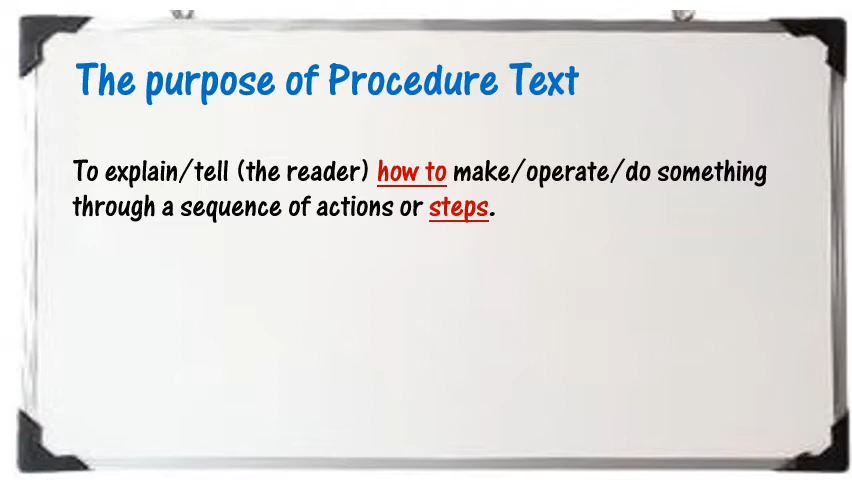 The purpose of Procedure Text
To explain/tell (the reader) how to make/operate/do something
through a sequence of actions or steps.